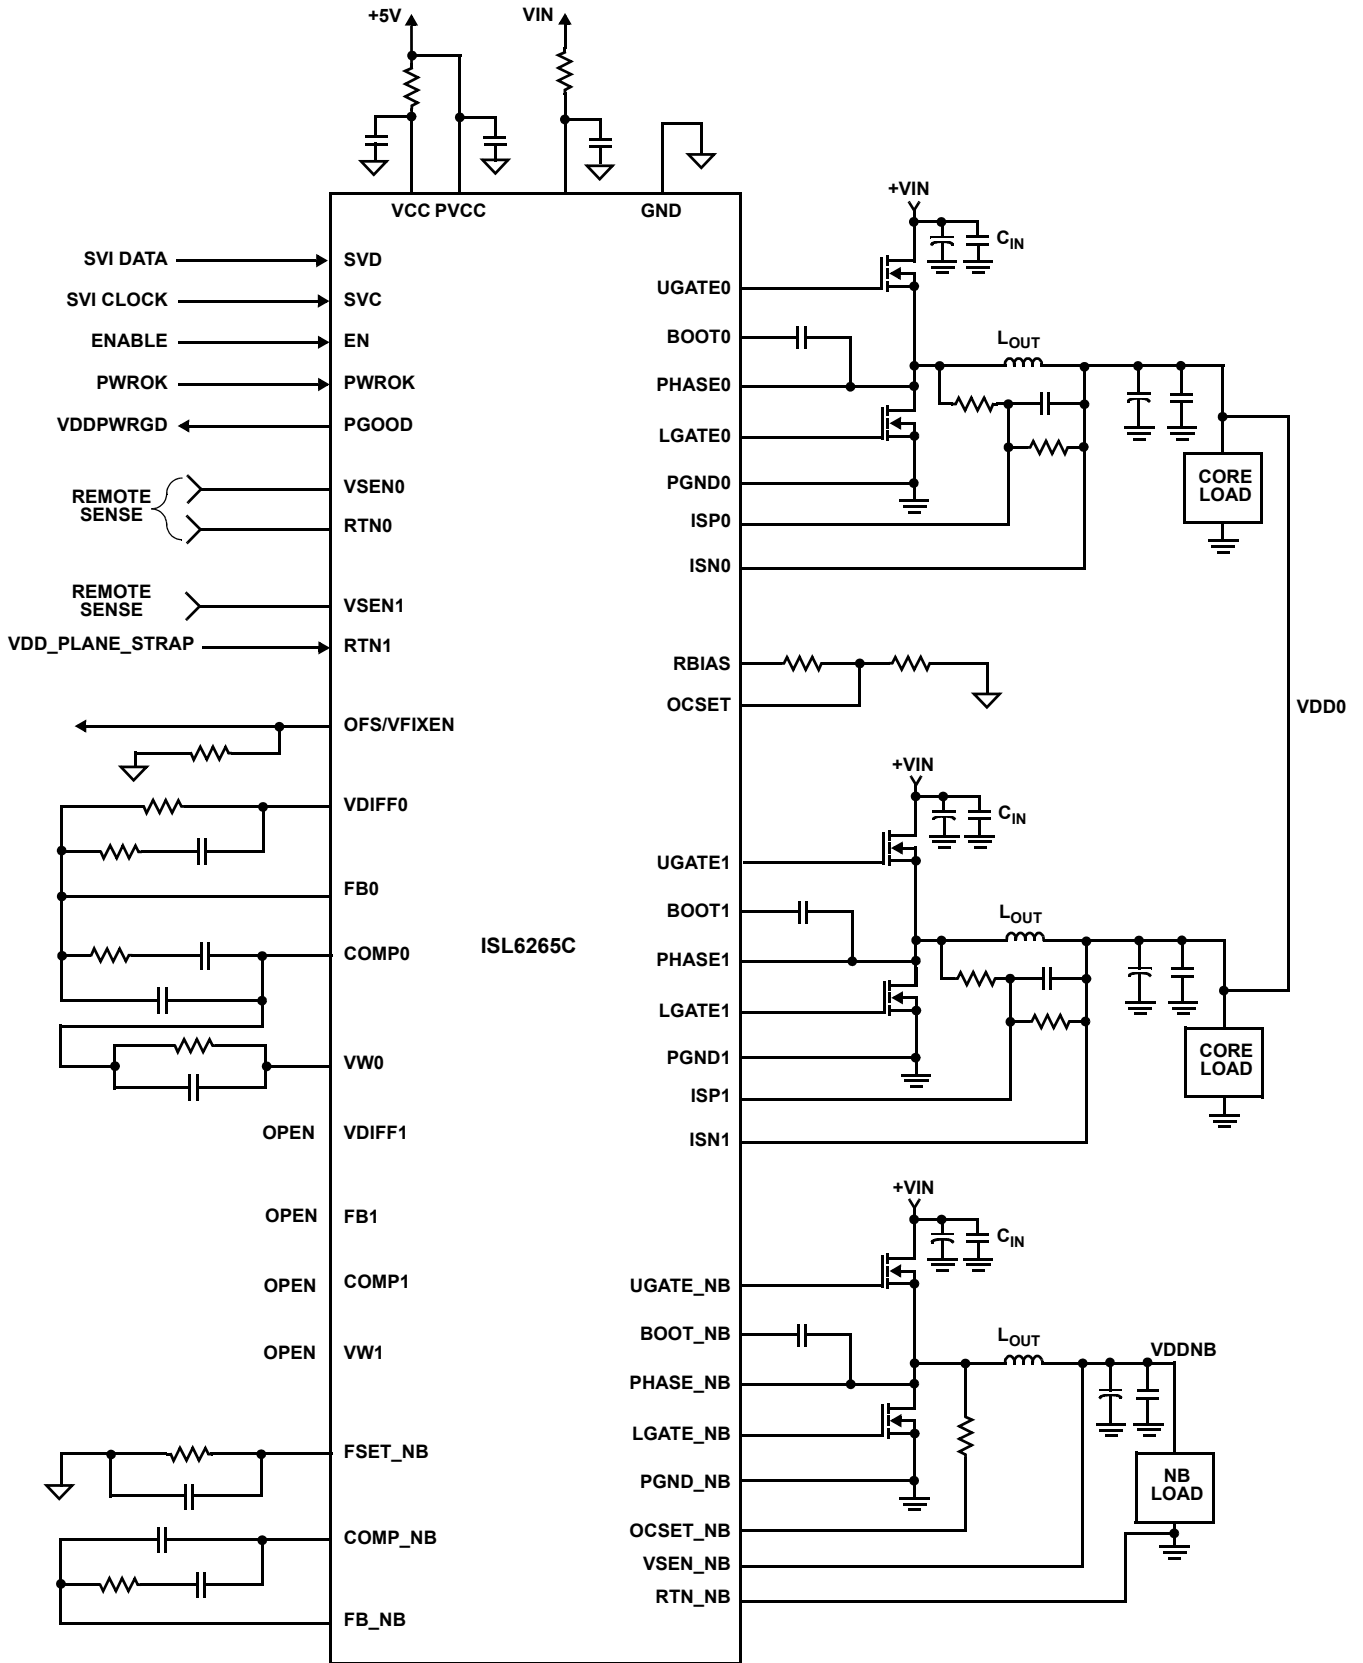 +5V
VIN
VCC PVCC
GND
SVI DATA
SVD
SVI CLOCK
SVC
ENABLE
EN
PWROK
PWROK
VDDPWRGD
PGOOD
REMOTE
SENSE
VSEN0
RTN0
REMOTE
SENSE
VSEN1
VDD_PLANE_STRAP
RTN1
OFS/VFIXEN
VDIFF0
FB0
COMP0
VW0
OPEN
VDIFF1
OPEN
FB1
OPEN
COMP1
OPEN
VW1
FSET_NB
COMP_NB
FB_NB
ISL6265C
+VIN
CIN
UGATE0
BOOT0
LOUT
PHASE0
LGATE0
PGND0
CORE
LOAD
ISP0
ISN0
RBIAS
OCSET
VDD0
+VIN
CIN
UGATE1
BOOT1
LOUT
PHASE1
LGATE1
PGND1
CORE
LOAD
ISP1
ISN1
+VIN
CIN
UGATE_NB
BOOT_NB
LOUT
VDDNB
PHASE_NB
LGATE_NB
PGND_NB
NB
LOAD
OCSET_NB
VSEN_NB
RTN_NB